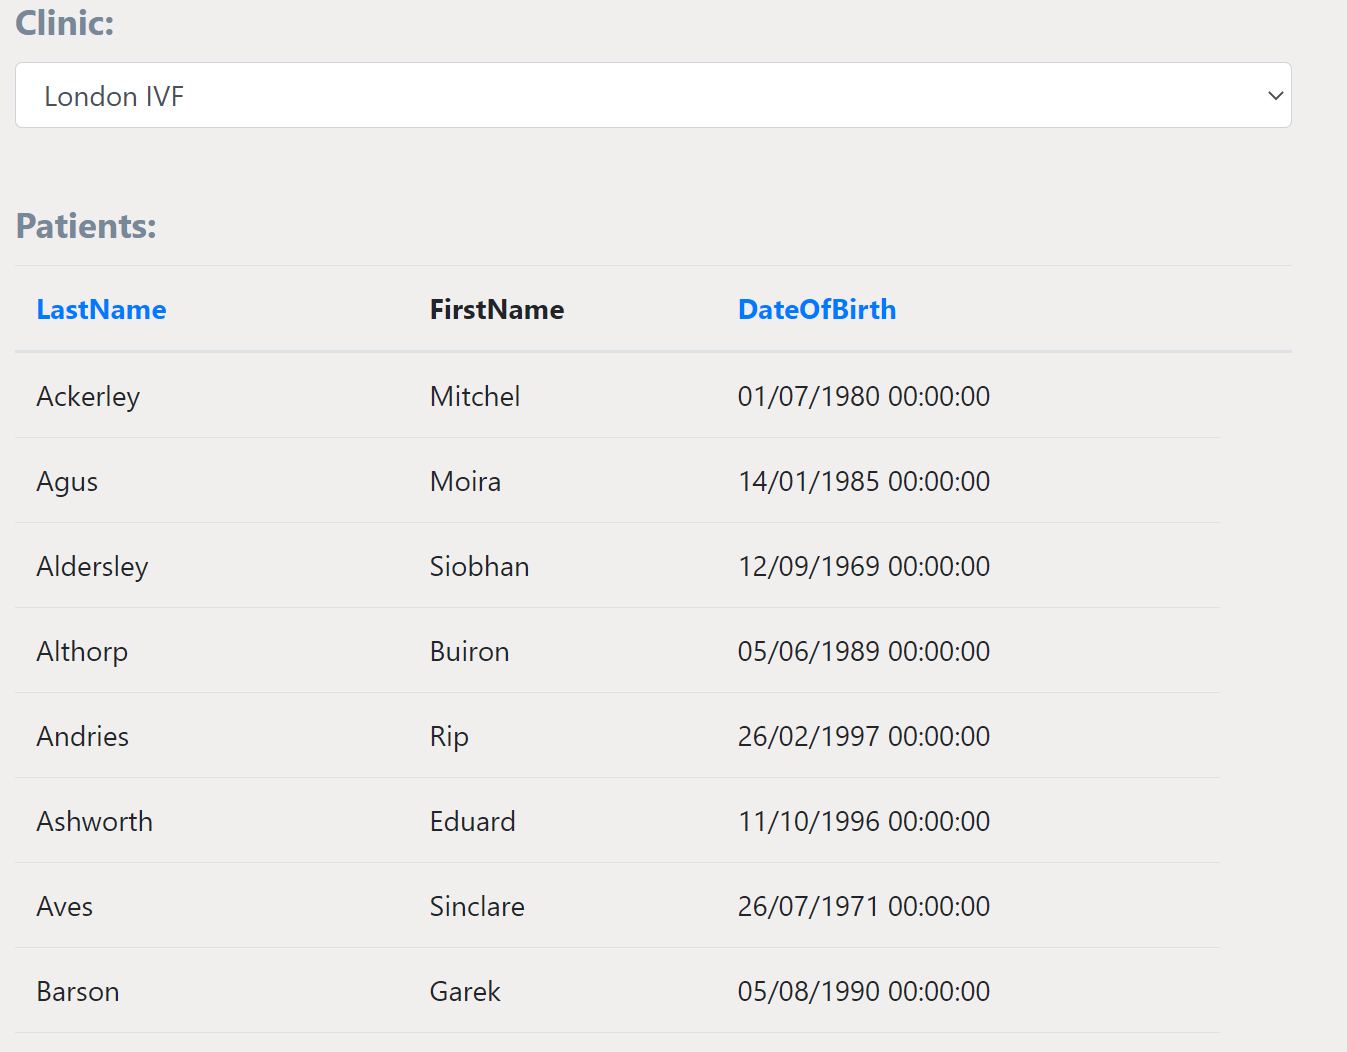 Clinic:
London IVF
Patients:
LastName FirstName DateOfBirth
Ackerley Mitchel 01/07/1980 00:00:00
Agus Moira 14/01/1985 00:00:00
Aldersley Siobhan 12/09/1969 00:00:00
Althorp Buiron 05/06/1989 00:00:00
Andries Rip 26/02/1997 00:00:00
Ashworth Eduard 11/10/1996 00:00:00
Aves Sinclare 26/07/1971 00:00:00
Barson Garek 05/08/1990 00:00:00